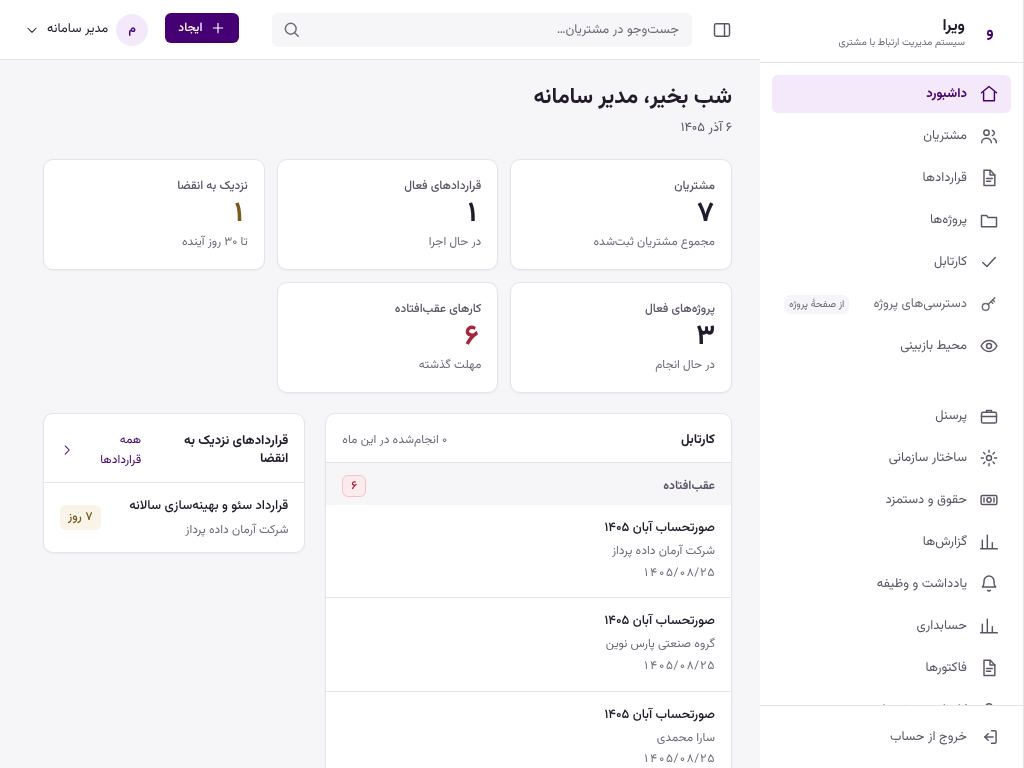 و
ویرا
سیستم مدیریت ارتباط با مشتری
داشبورد
مشتریان
قراردادها
پروژه‌ها
کارتابل
دسترسی‌های پروژه
از صفحهٔ پروژه
محیط بازبینی
پرسنل
ساختار سازمانی
حقوق و دستمزد
گزارش‌ها
یادداشت و وظیفه
حسابداری
فاکتورها
خروج از حساب
جست‌وجو در مشتریان…
ایجاد
م
مدیر سامانه
شب بخیر، مدیر سامانه
۶ آذر ۱۴۰۵
مشتریان
۷
مجموع مشتریان ثبت‌شده
قراردادهای فعال
۱
در حال اجرا
نزدیک به انقضا
۱
تا ۳۰ روز آینده
پروژه‌های فعال
۳
در حال انجام
کارهای عقب‌افتاده
۶
مهلت گذشته
کارتابل
۰ انجام‌شده در این ماه
عقب‌افتاده
۶
صورتحساب آبان ۱۴۰۵
شرکت آرمان داده پرداز
۱۴۰۵/۰۸/۲۵
صورتحساب آبان ۱۴۰۵
گروه صنعتی پارس نوین
۱۴۰۵/۰۸/۲۵
صورتحساب آبان ۱۴۰۵
سارا محمدی
۱۴۰۵/۰۸/۲۵
قراردادهای نزدیک به
انقضا
همه
قراردادها
قرارداد سئو و بهینه‌سازی سالانه
شرکت آرمان داده پرداز
۷ روز